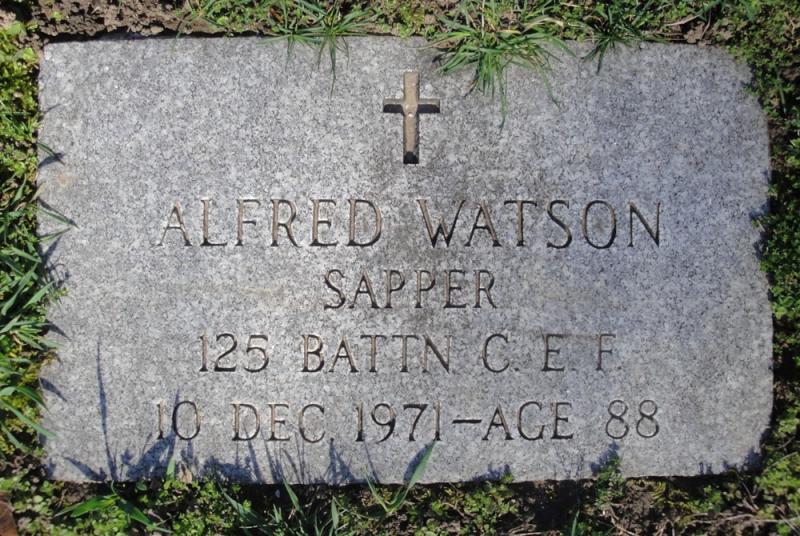 ALFRED WATSON
SAPPER
125 BATTN C. E. F.
10 DEC. 1971 — AGE 88